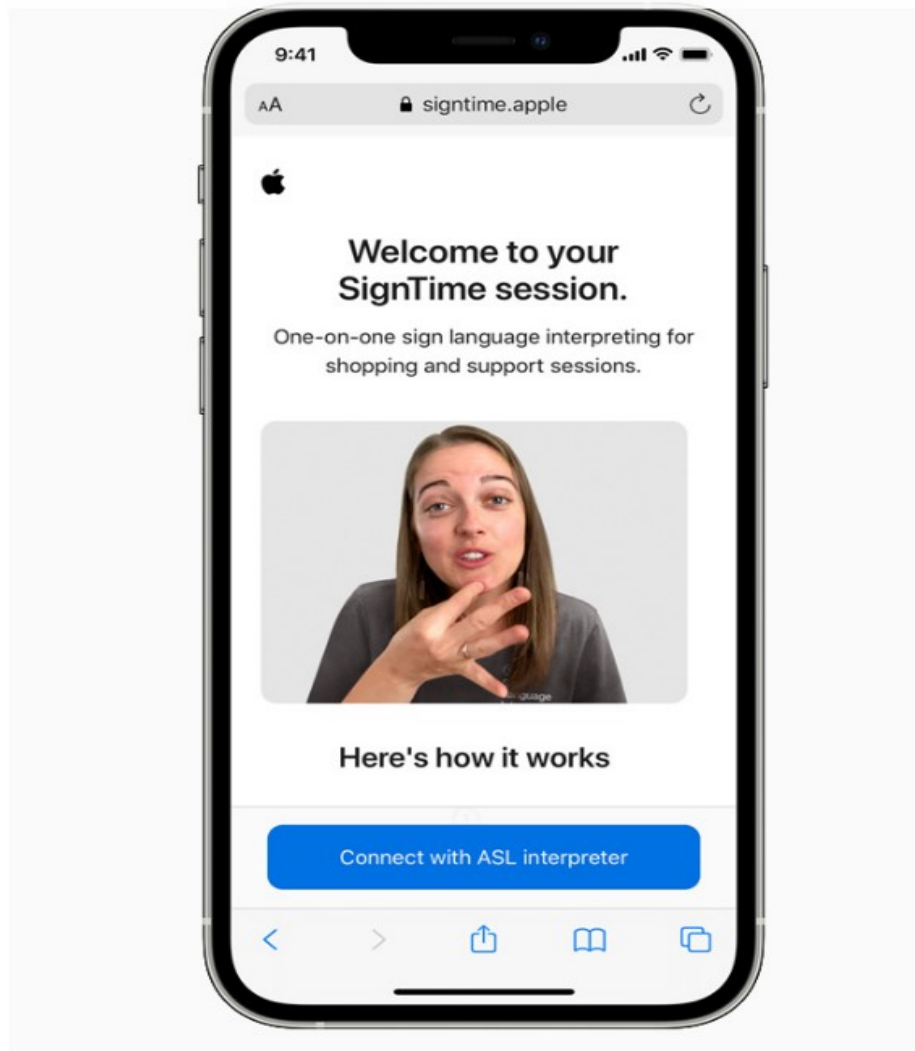 9:41
AA signtime.apple
Welcome to your
SignTime session.
One-on-one sign language interpreting for
shopping and support sessions.
guage
Here's how it works
Connect with ASL interpreter